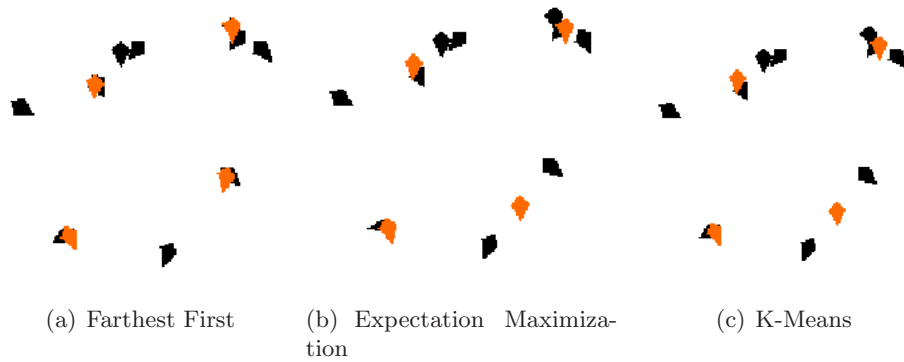 (a) Farthest First
(b) Expectation Maximiza-
tion
(c) K-Means